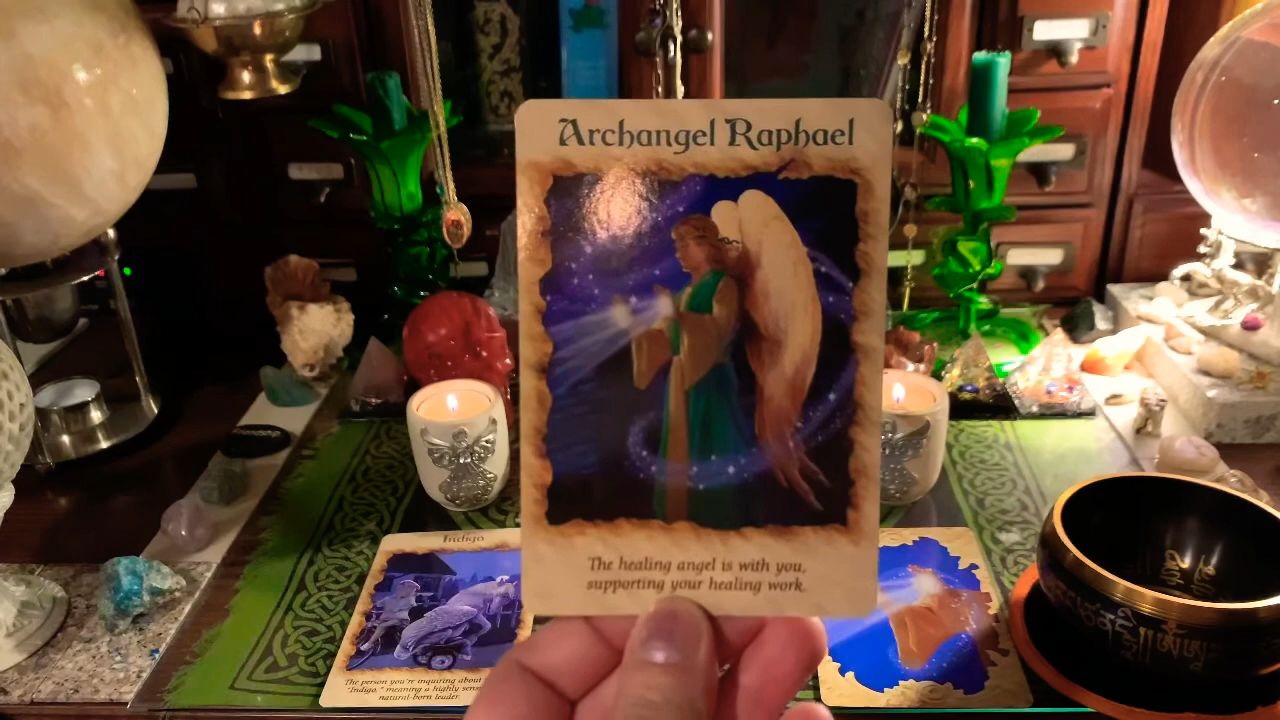 Archangel Raphael
The healing angel is with you,
supporting your healing work.
Indigo
The person you're inquiring about
"Indigo," meaning a highly
natural-born leader.